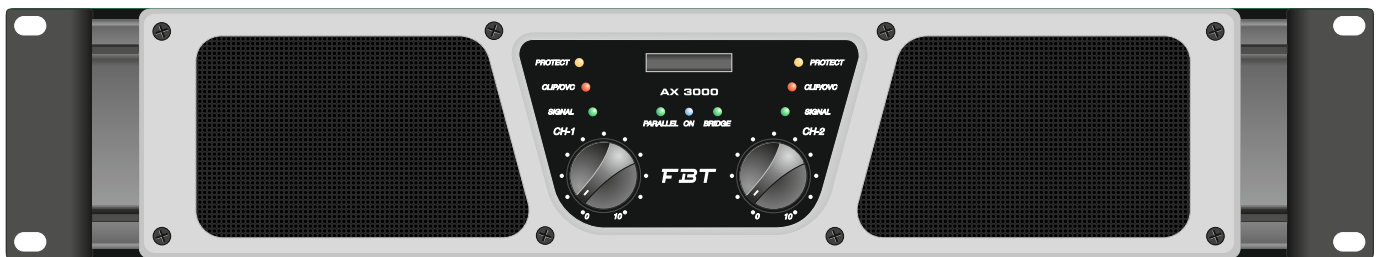 PROTECT PROTECT
CLIP/OVC AX 3000 CLIP/OVC
SIGNAL SIGNAL
PARALLEL ON BRIDGE
CH-1 CH-2
FBT
0 10 0 10